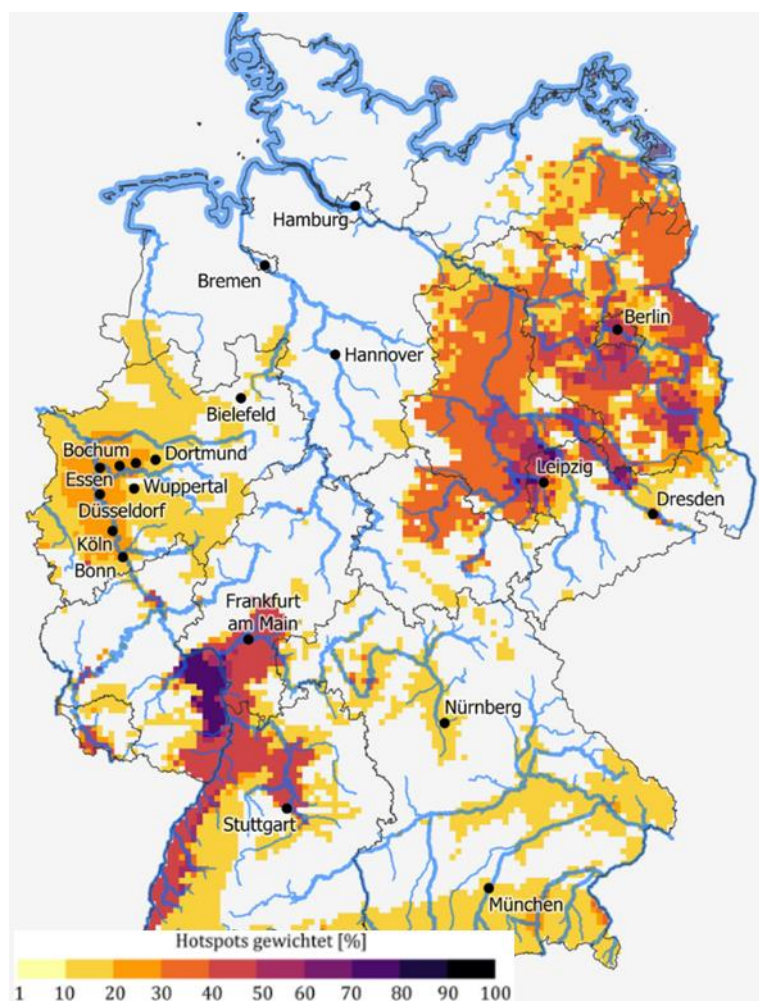 Hamburg
Bremen
Berlin
Hannover
Bielefeld
Bochum
Dortmund
Essen
Wuppertal
Leipzig
Düsseldorf
Dresden
Köln
Bonn
Frankfurt
am Main
Nürnberg
Stuttgart
München
Hotspots gewichtet [%]
1 10 20 30 40 50 60 70 80 90 100